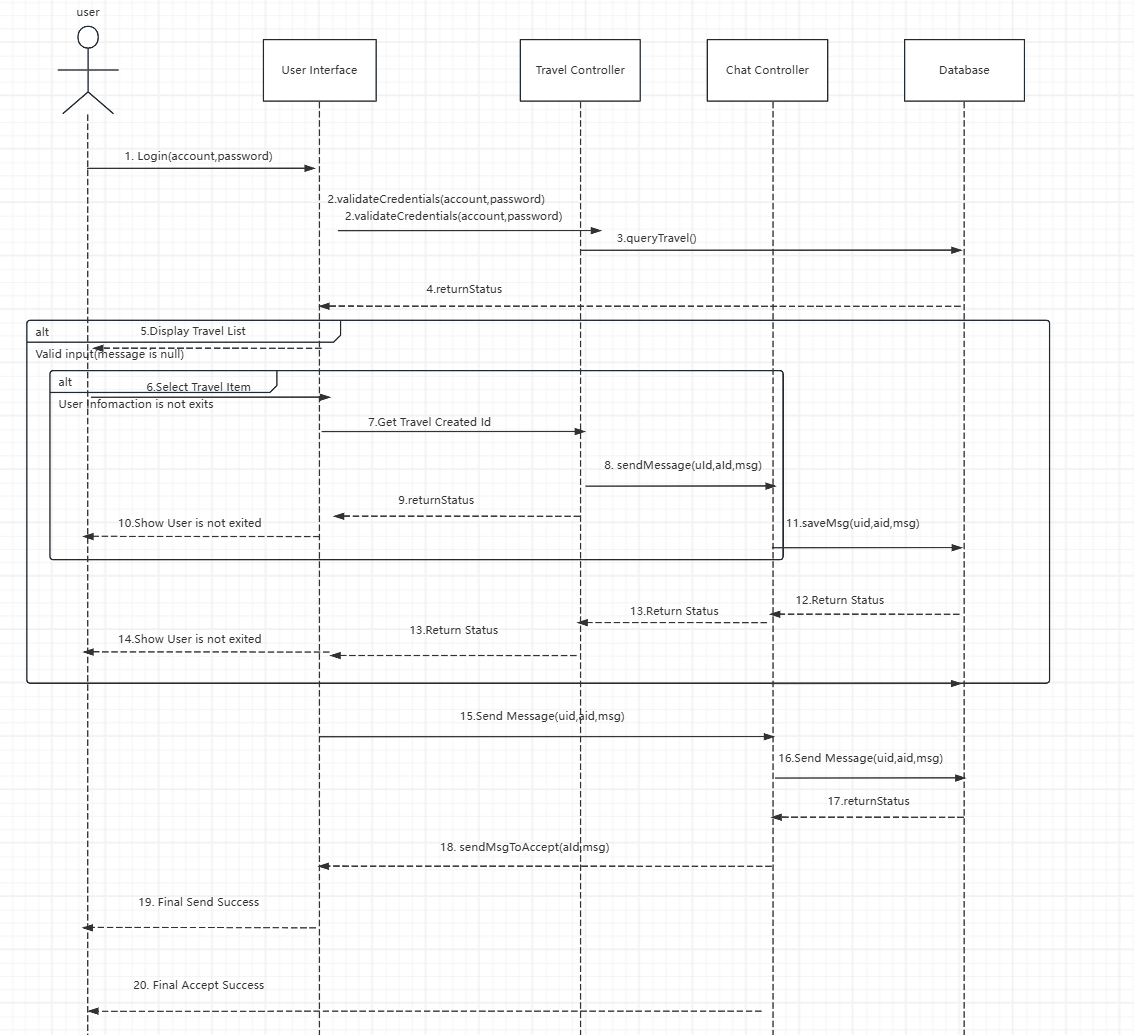 user
User Interface
Travel Controller
Chat Controller
Database
1. Login(account,password)
2.validateCredentials(account,password)
2.validateCredentials(account,password)
3.queryTravel()
4.returnStatus
alt
5.Display Travel List
Valid input(message is null)
alt
6.Select Travel Item
User Infomaction is not exits
7.Get Travel Created Id
8. sendMessage(uId,aId,msg)
9.returnStatus
10.Show User is not exited
11.saveMsg(uid,aid,msg)
12.Return Status
13.Return Status
13.Return Status
14.Show User is not exited
15.Send Message(uid,aid,msg)
16.Send Message(uid,aid,msg)
17.returnStatus
18. sendMsgToAccept(aId,msg)
19. Final Send Success
20. Final Accept Success